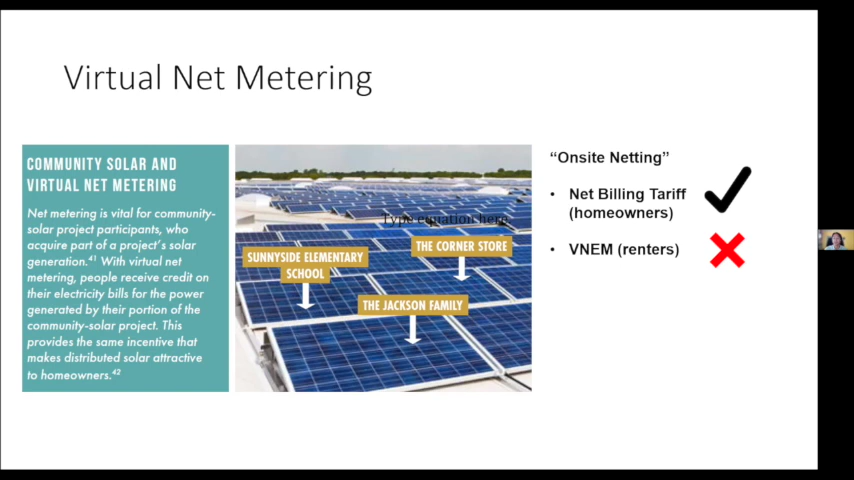 Virtual Net Metering
COMMUNITY SOLAR AND
VIRTUAL NET METERING
Net metering is vital for community-
solar project participants, who
acquire part of a project's solar
generation.⁴¹ With virtual net
metering, people receive credit on
their electricity bills for the power
generated by their portion of the
community-solar project. This
provides the same incentive that
makes distributed solar attractive
to homeowners.⁴²
Type equation here.
THE CORNER STORE
SUNNYSIDE ELEMENTARY
SCHOOL
THE JACKSON FAMILY
“Onsite Netting”
• Net Billing Tariff
(homeowners)
• VNEM (renters)